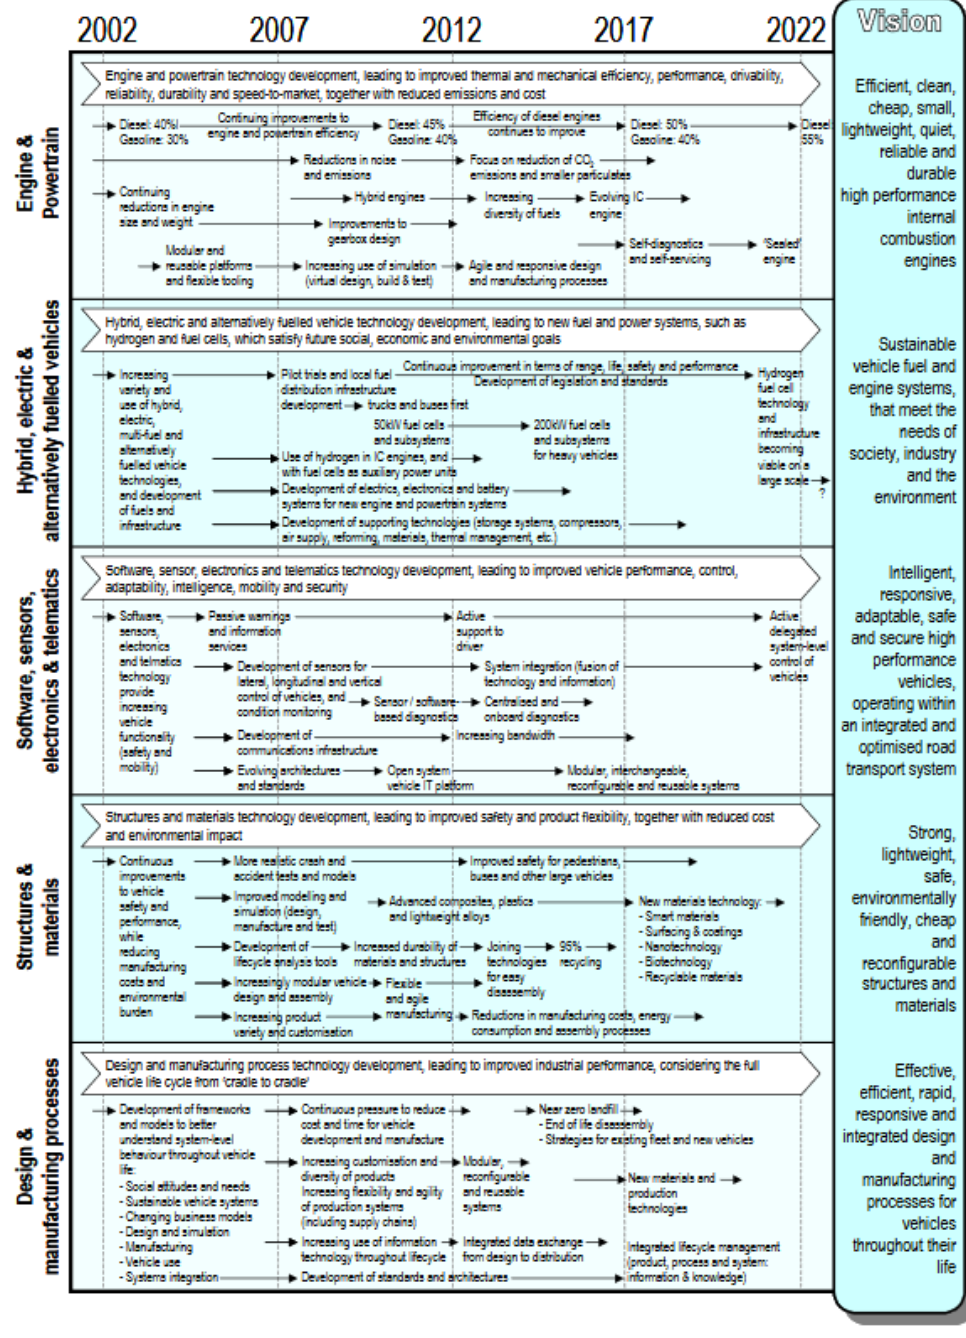 2002 2007 2012 2017 2022
Vision
Engine &
Powertrain
Engine and powertrain technology development, leading to improved thermal and mechanical efficiency, performance, drivability,
reliability, durability and speed-to-market, together with reduced emissions and cost
Diesel: 40%
Gasoline: 30%
Continuing improvements to
engine and powertrain efficiency
Diesel: 45%
Gasoline: 40%
Efficiency of diesel engines
continues to improve
Diesel: 50%
Gasoline: 40%
Diesel
55%
Reductions in noise
and emissions
Focus on reduction of CO2
emissions and smaller particulates
Continuing
reductions in engine
size and weight
Hybrid engines
Increasing
diversity of fuels
Evolving IC
engine
Improvements to
gearbox design
Self-diagnostics
and self-servicing
'Sealed'
engine
Modular and
reusable platforms
and flexible tooling
Increasing use of simulation
(virtual design, build & test)
Agile and responsive design
and manufacturing processes
Efficient, clean,
cheap, small,
lightweight, quiet,
reliable and
durable
high performance
internal
combustion
engines
Hybrid, electric &
alternatively fuelled vehicles
Hybrid, electric and alternatively fuelled vehicle technology development, leading to new fuel and power systems, such as
hydrogen and fuel cells, which satisfy future social, economic and environmental goals
Increasing
variety and
use of hybrid,
electric,
multi-fuel and
alternatively
fuelled vehicle
technologies,
and development
of fuels and
infrastructure
Pilot trials and local fuel
distribution infrastructure
development
trucks and buses first
Continuous improvement in terms of range, life, safety and performance
Development of legislation and standards
Hydrogen
fuel cell
technology
and
infrastructure
becoming
viable on a
large scale
?
50kW fuel cells
and subsystems
200kW fuel cells
and subsystems
for heavy vehicles
Use of hydrogen in IC engines, and
with fuel cells as auxiliary power units
Development of electrics, electronics and battery
systems for new engine and powertrain systems
Development of supporting technologies (storage systems, compressors,
air supply, reforming, materials, thermal management, etc.)
Sustainable
vehicle fuel and
engine systems,
that meet the
needs of
society, industry
and the
environment
Software, sensors,
electronics & telematics
Software, sensor, electronics and telematics technology development, leading to improved vehicle performance, control,
adaptability, intelligence, mobility and security
Software,
sensors,
electronics
and telmatics
technology
provide
increasing
vehicle
functionality
(safety and
mobility)
Passive warnings
and information
services
Active
support to
driver
Active
delegated
system-level
control of
vehicles
Development of sensors for
lateral, longitudinal and vertical
control of vehicles, and
condition monitoring
System integration (fusion of
technology and information)
Sensor / software-
based diagnostics
Centralised and
onboard diagnostics
Development of
communications infrastructure
Increasing bandwidth
Evolving architectures
and standards
Open system
vehicle IT platform
Modular, interchangeable,
reconfigurable and reusable systems
Intelligent,
responsive,
adaptable, safe
and secure high
performance
vehicles,
operating within
an integrated and
optimised road
transport system
Structures &
materials
Structures and materials technology development, leading to improved safety and product flexibility, together with reduced cost
and environmental impact
Continuous
improvements
to vehicle
safety and
performance,
while
reducing
manufacturing
costs and
environmental
burden
More realistic crash and
accident tests and models
Improved safety for pedestrians,
buses and other large vehicles
Improved modelling and
simulation (design,
manufacture and test)
Advanced composites, plastics
and lightweight alloys
New materials technology:
- Smart materials
- Surfacing & coatings
- Nanotechnology
- Biotechnology
- Recyclable materials
Development of
lifecycle analysis tools
Increased durability of
materials and structures
Joining
technologies
for easy
disassembly
95%
recycling
Increasingly modular vehicle
design and assembly
Flexible
and agile
manufacturing
Increasing product
variety and customisation
Reductions in manufacturing costs, energy
consumption and assembly processes
Strong,
lightweight,
safe,
environmentally
friendly, cheap
and
reconfigurable
structures and
materials
Design &
manufacturing processes
Design and manufacturing process technology development, leading to improved industrial performance, considering the full
vehicle life cycle from 'cradle to cradle'
Development of frameworks
and models to better
understand system-level
behaviour throughout vehicle
life:
- Social attitudes and needs
- Sustainable vehicle systems
- Changing business models
- Design and simulation
- Manufacturing
- Vehicle use
- Systems integration
Continuous pressure to reduce
cost and time for vehicle
development and manufacture
Near zero landfill
- End of life disassembly
- Strategies for existing fleet and new vehicles
Increasing customisation and
diversity of products
Increasing flexibility and agility
of production systems
(including supply chains)
Modular,
reconfigurable
and reusable
systems
New materials and
production
technologies
Increasing use of information
technology throughout lifecycle
Integrated data exchange
from design to distribution
Integrated lifecycle management
(product, process and system:
information & knowledge)
Development of standards and architectures
Effective,
efficient, rapid,
responsive and
integrated design
and
manufacturing
processes for
vehicles
throughout their
life